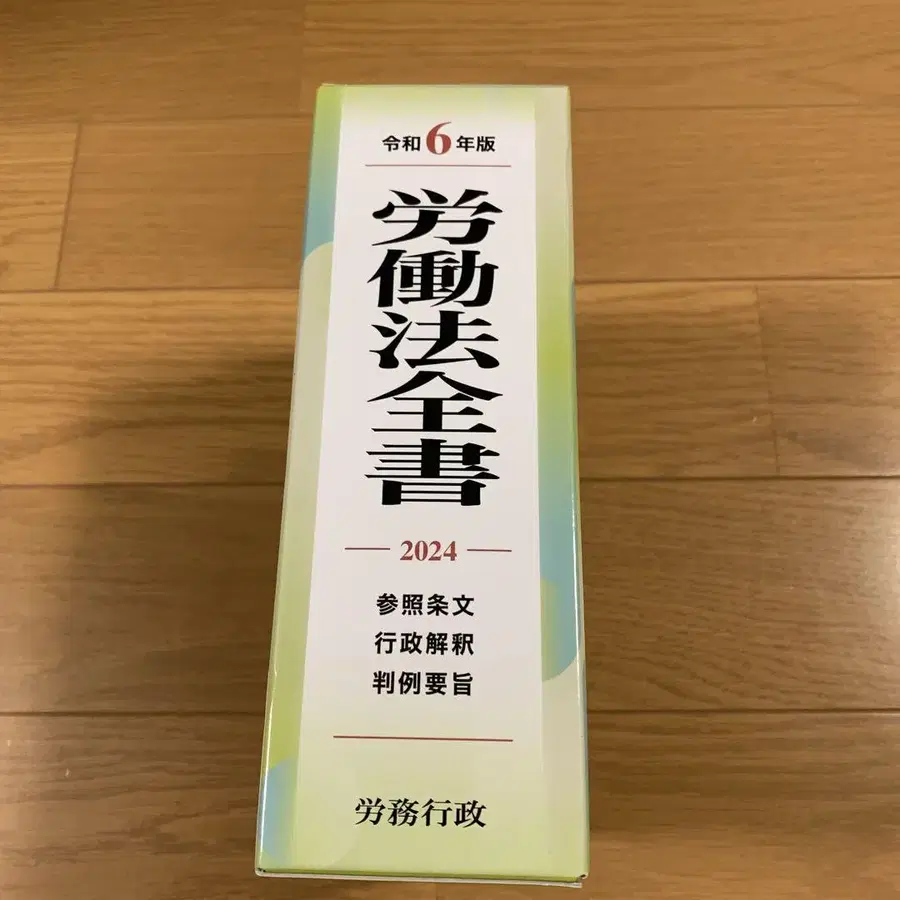 令和6年版
労働法全書
2024
参照条文
行政解釈
判例要旨
労務行政